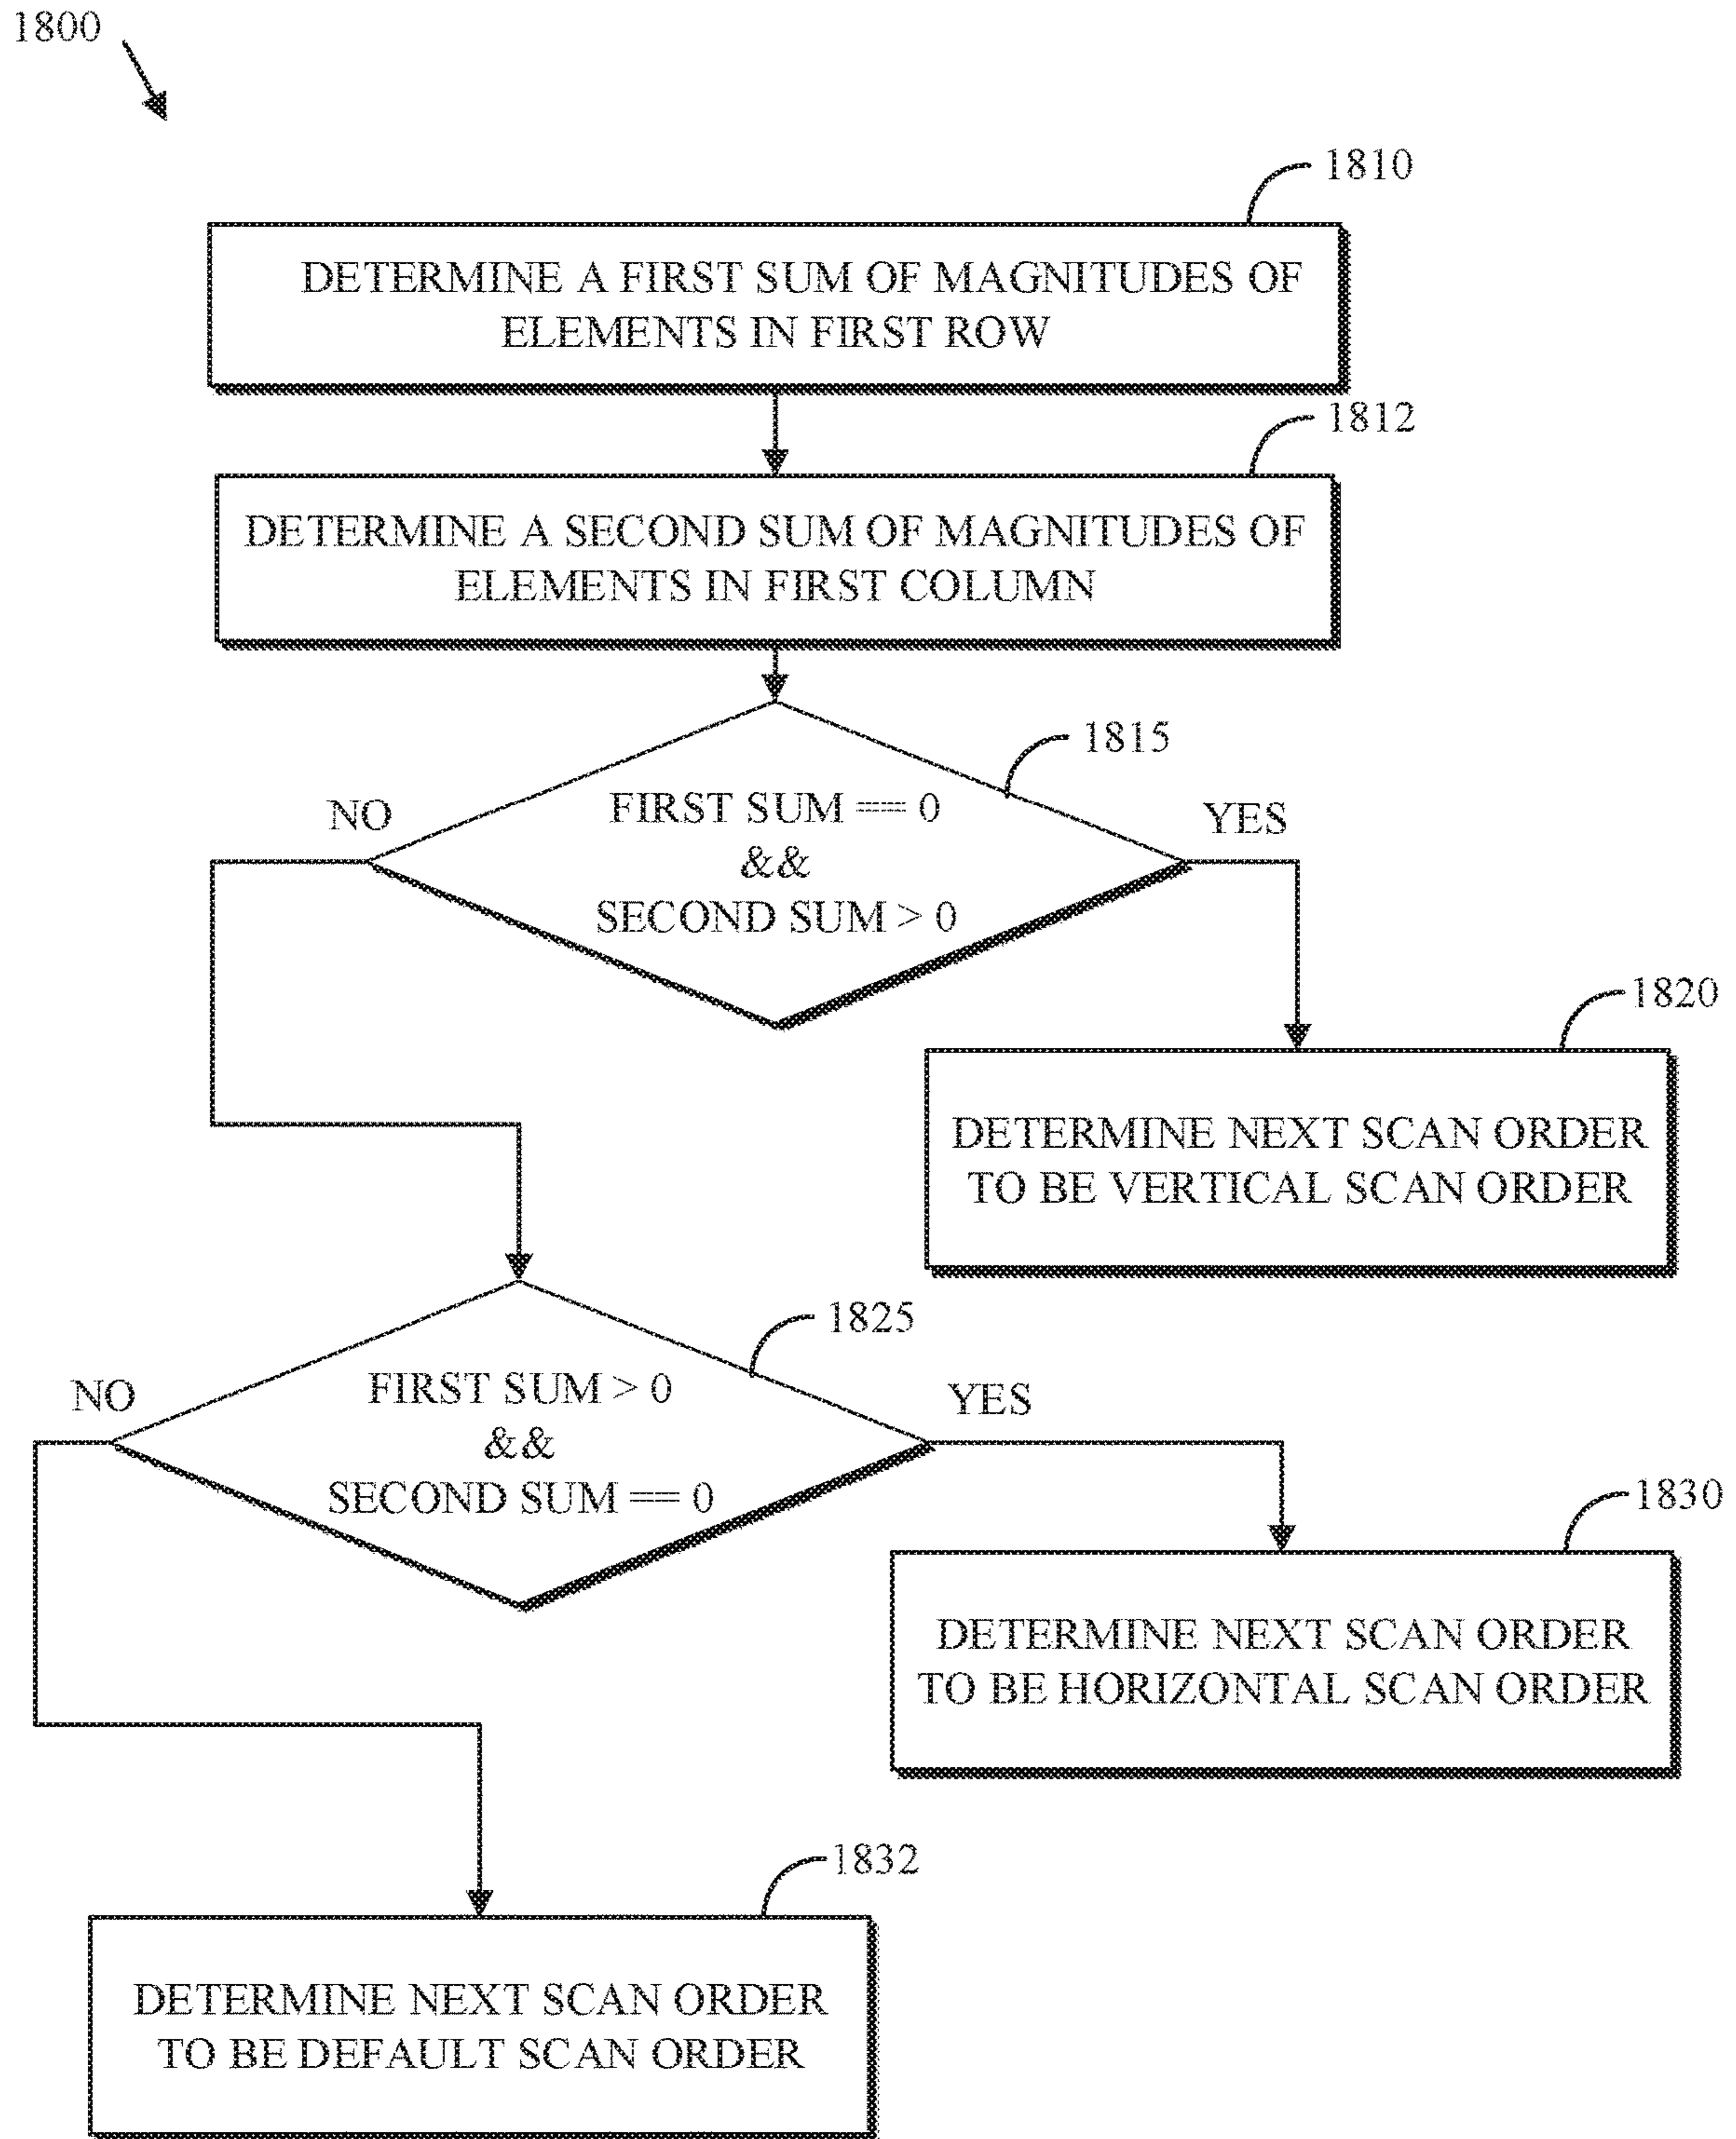 1800
1810
DETERMINE A FIRST SUM OF MAGNITUDES OF
ELEMENTS IN FIRST ROW
1812
DETERMINE A SECOND SUM OF MAGNITUDES OF
ELEMENTS IN FIRST COLUMN
1815
NO
FIRST SUM == 0
&&
SECOND SUM > 0
YES
1820
DETERMINE NEXT SCAN ORDER
TO BE VERTICAL SCAN ORDER
1825
NO
FIRST SUM > 0
&&
SECOND SUM == 0
YES
1830
DETERMINE NEXT SCAN ORDER
TO BE HORIZONTAL SCAN ORDER
1832
DETERMINE NEXT SCAN ORDER
TO BE DEFAULT SCAN ORDER